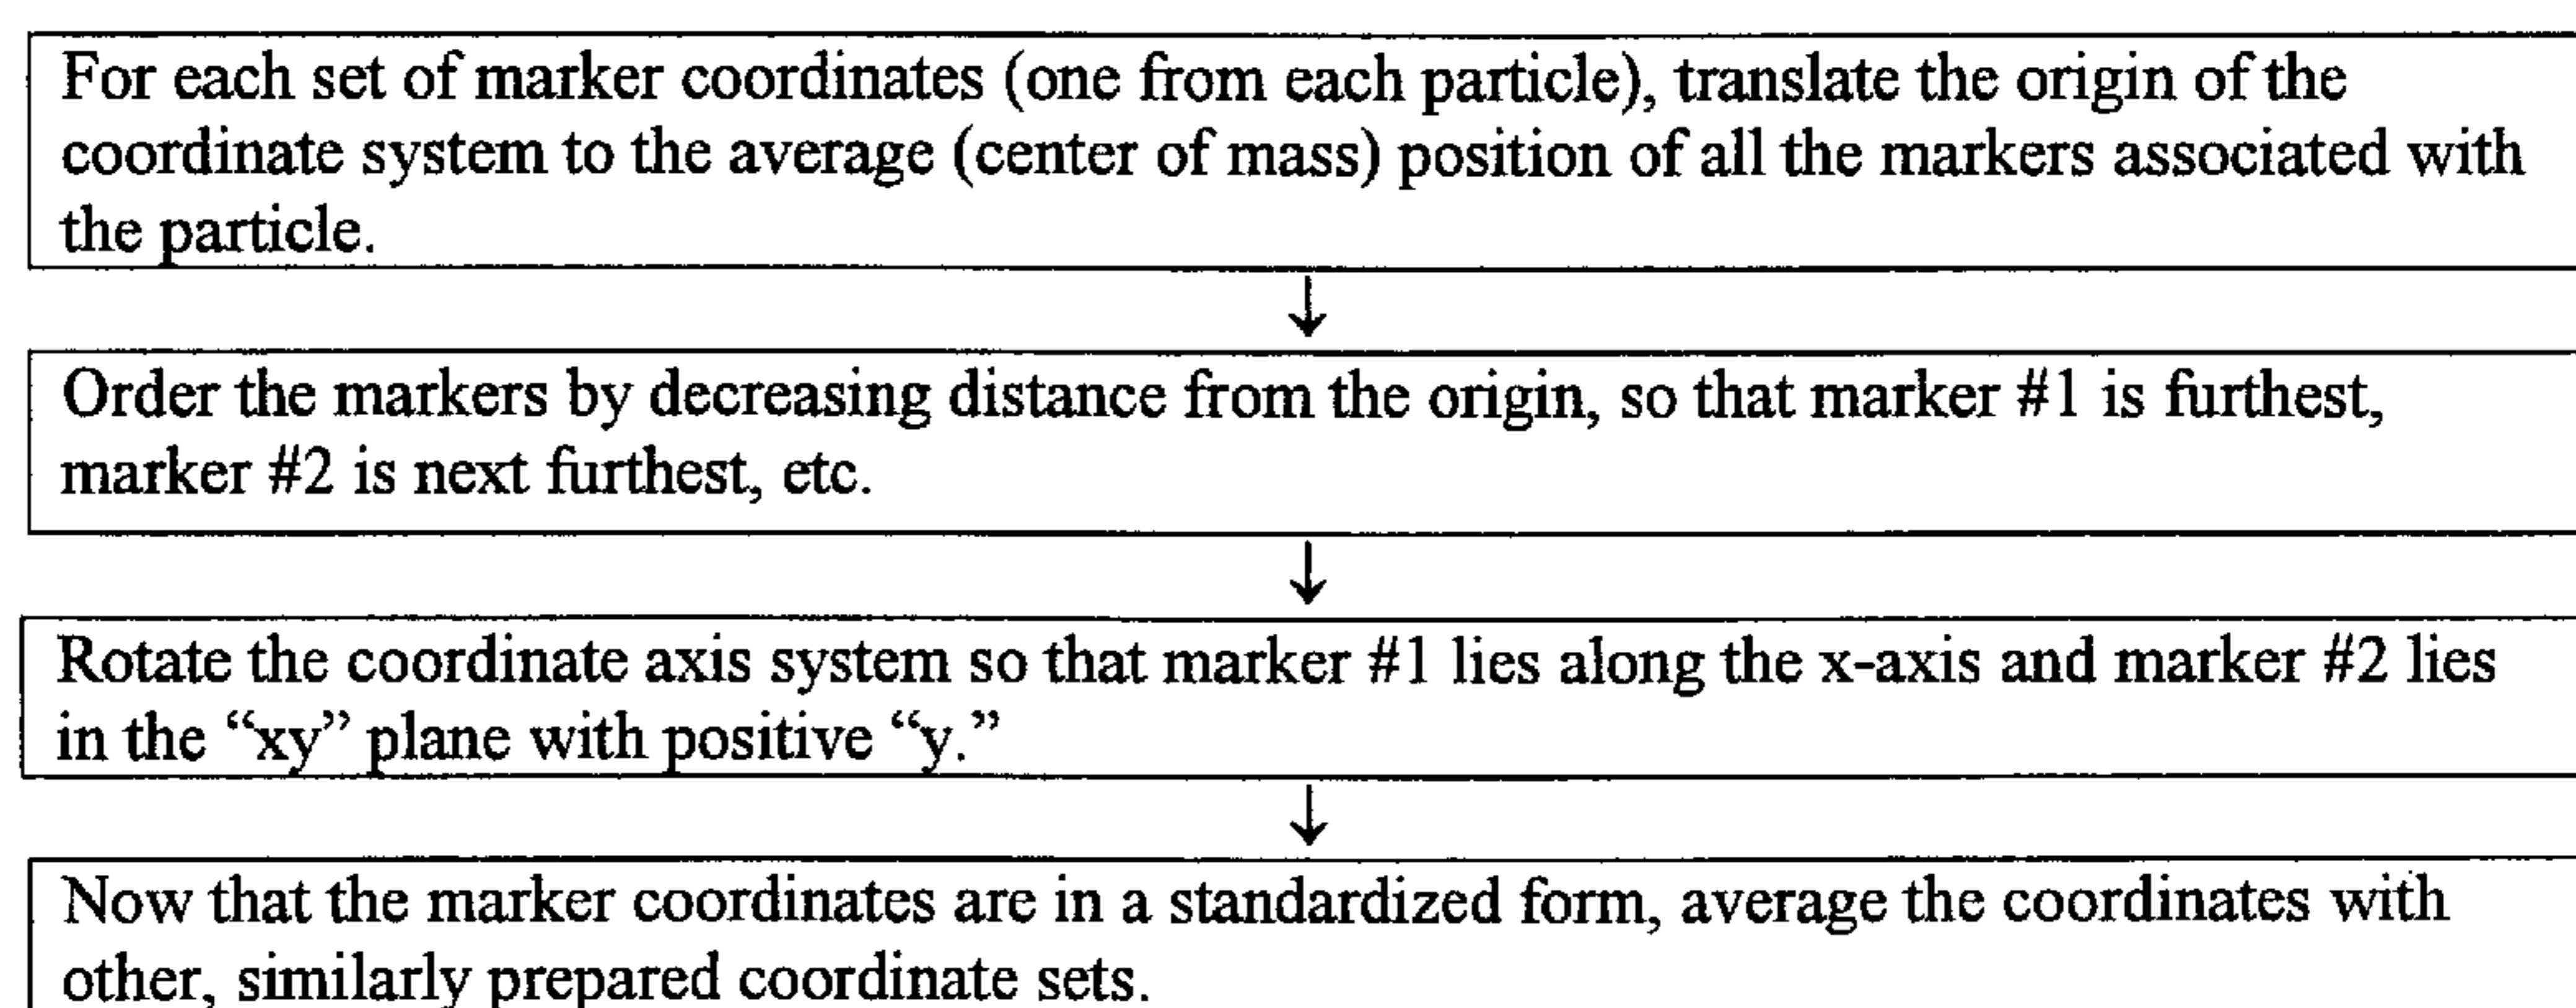 For each set of marker coordinates (one from each particle), translate the origin of the
coordinate system to the average (center of mass) position of all the markers associated with
the particle.
Order the markers by decreasing distance from the origin, so that marker #1 is furthest,
marker #2 is next furthest, etc.
Rotate the coordinate axis system so that marker #1 lies along the x-axis and marker #2 lies
in the “xy” plane with positive “y.”
Now that the marker coordinates are in a standardized form, average the coordinates with
other, similarly prepared coordinate sets.